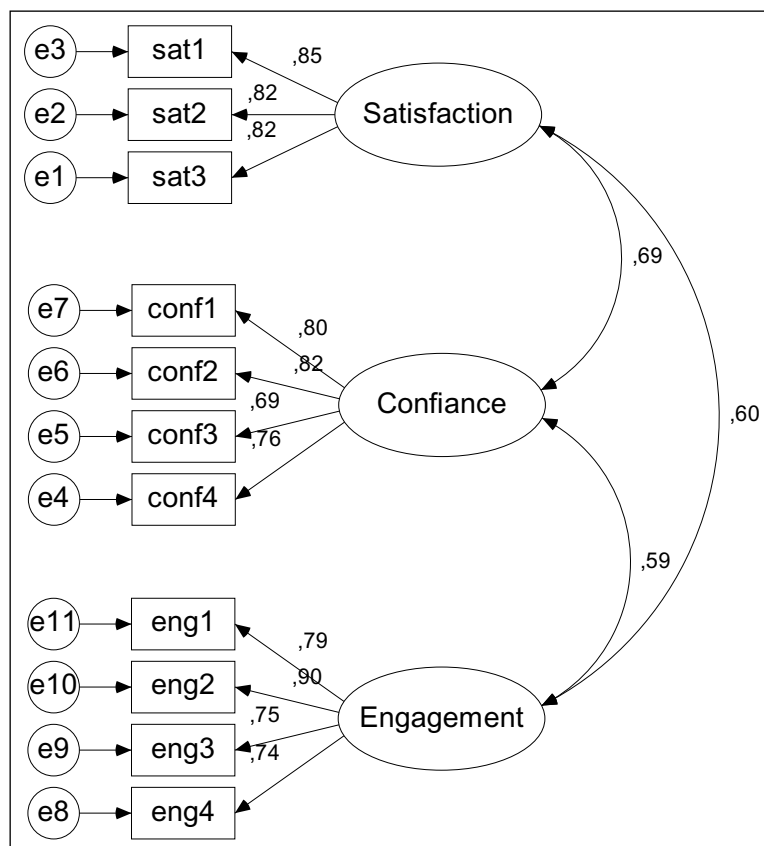 e3
sat1
,85
e2
sat2
,82
Satisfaction
e1
sat3
,82
,69
e7
conf1
,80
e6
conf2
,82
Confiance
e5
conf3
,69
e4
conf4
,76
,60
,59
e11
eng1
,79
e10
eng2
,90
Engagement
e9
eng3
,75
e8
eng4
,74